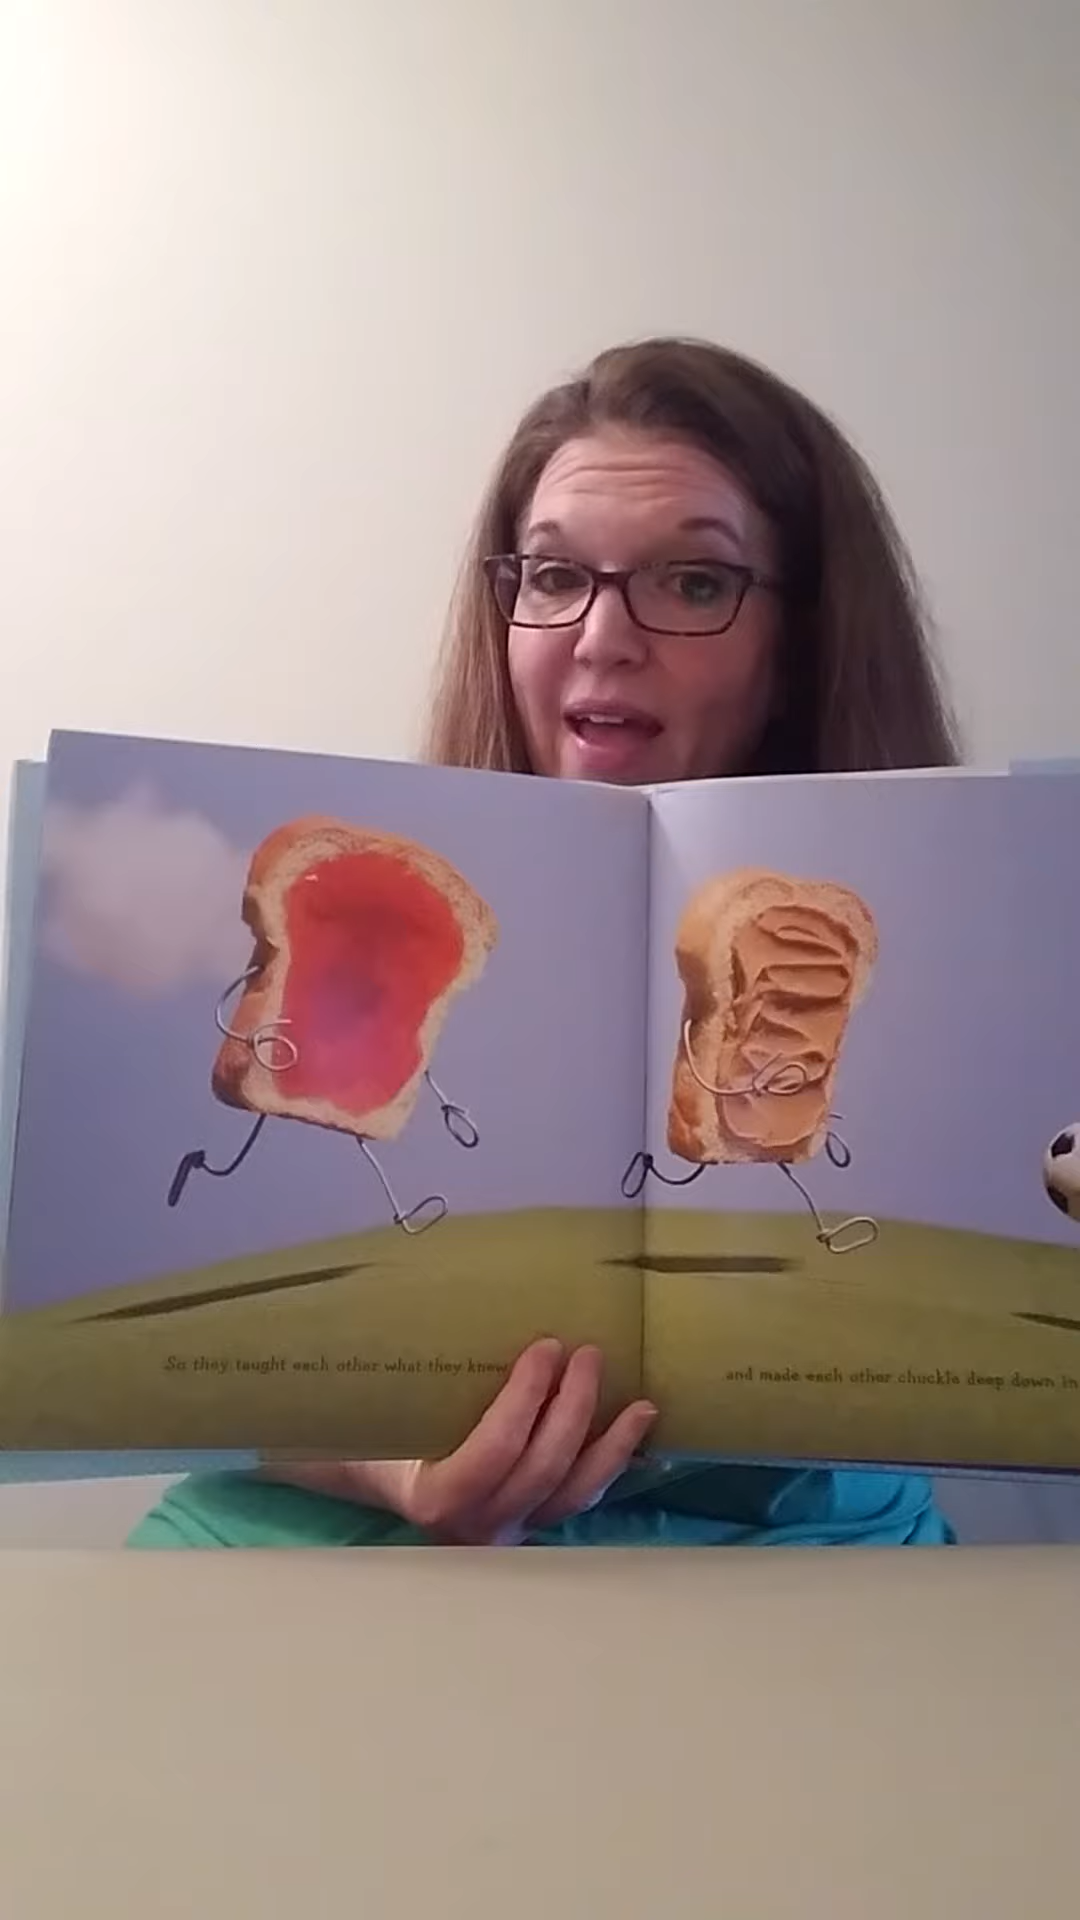 So they taught each other what they knew
and made each other chuckle deep down in